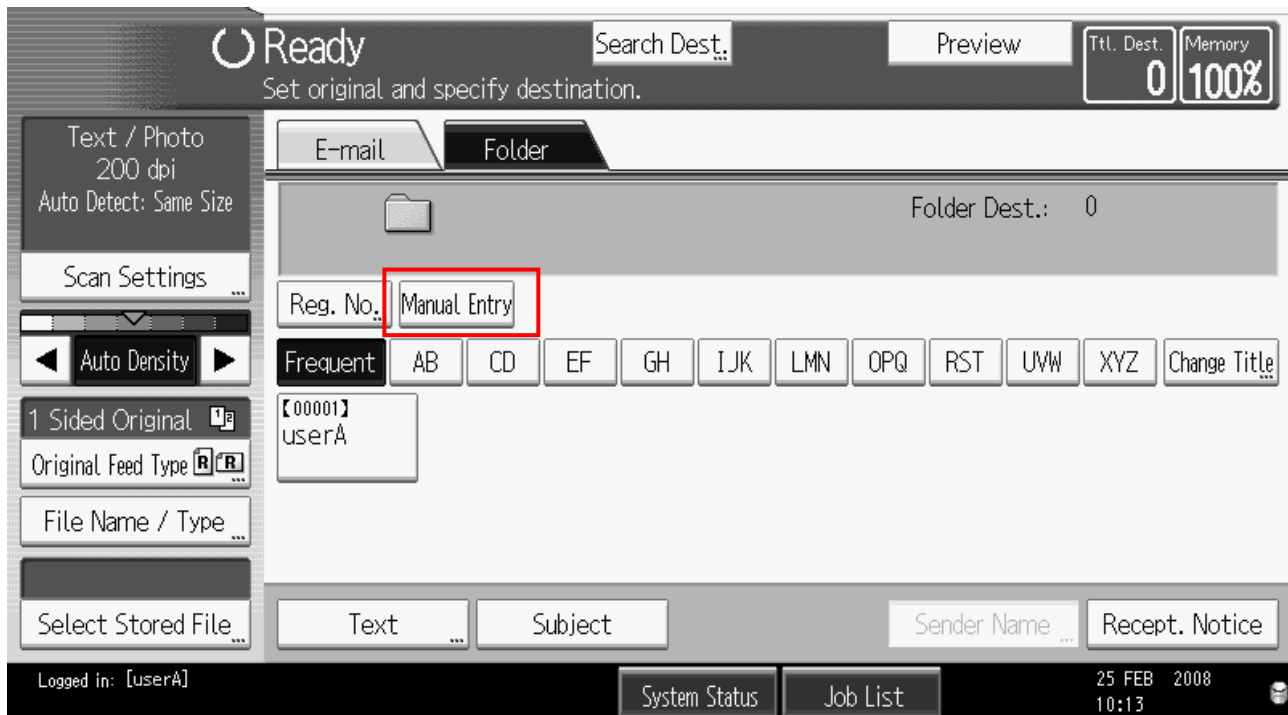 Ready
Search Dest.
Preview
Ttl. Dest.
0
Memory
100%
Set original and specify destination.
Text / Photo
200 dpi
Auto Detect: Same Size
Scan Settings
Auto Density
1 Sided Original
Original Feed Type
File Name / Type
Select Stored File
E-mail
Folder
Folder Dest.: 0
Reg. No.
Manual Entry
Frequent
AB
CD
EF
GH
IJK
LMN
OPQ
RST
UVW
XYZ
Change Title
【00001】
userA
Text
Subject
Sender Name
Recept. Notice
Logged in: [userA]
System Status
Job List
25 FEB 2008
10:13